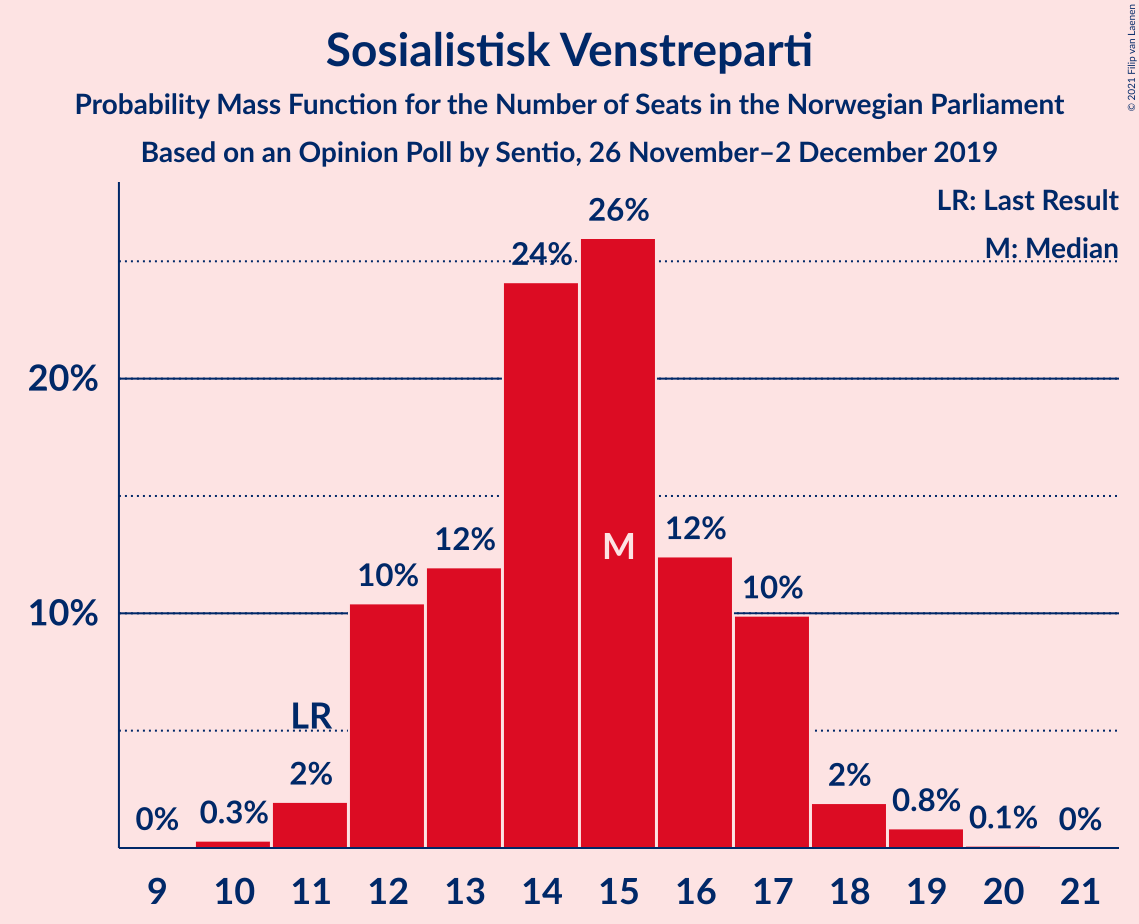 Sosialistisk Venstreparti
Probability Mass Function for the Number of Seats in the Norwegian Parliament
Based on an Opinion Poll by Sentio, 26 November–2 December 2019
© 2021 Filip van Laenen
LR: Last Result
M: Median
26%
24%
20%
12%
12%
M
10%
10%
10%
LR
2%
2%
0%
0.3%
0.8%
0.1%
0%
9 10 11 12 13 14 15 16 17 18 19 20 21